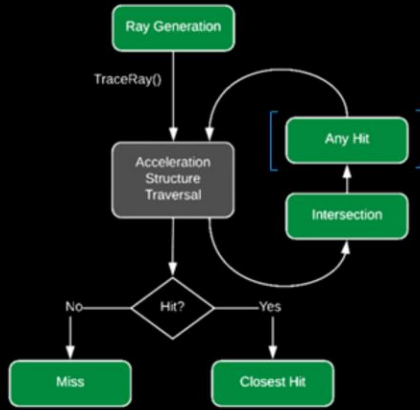 Ray Generation
TraceRay()
Acceleration
Structure
Traversal
Any Hit
Intersection
Hit?
No
Yes
Miss
Closest Hit